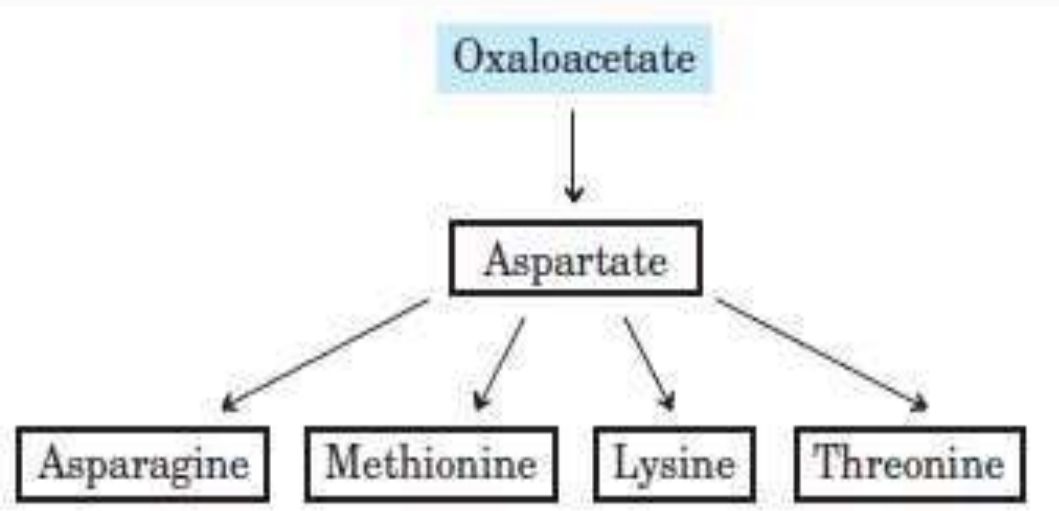 Oxaloacetate
Aspartate
Asparagine
Methionine
Lysine
Threonine